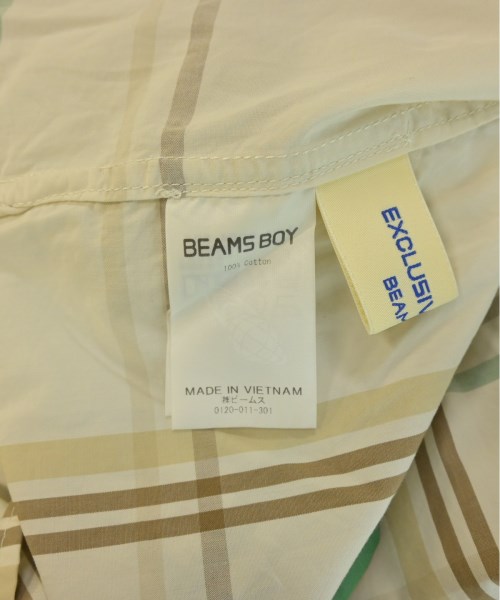 BEAMS BOY
100% cotton
MADE IN VIETNAM
㈱ビームス
0120-011-301
EXCLUSIV
BEAM